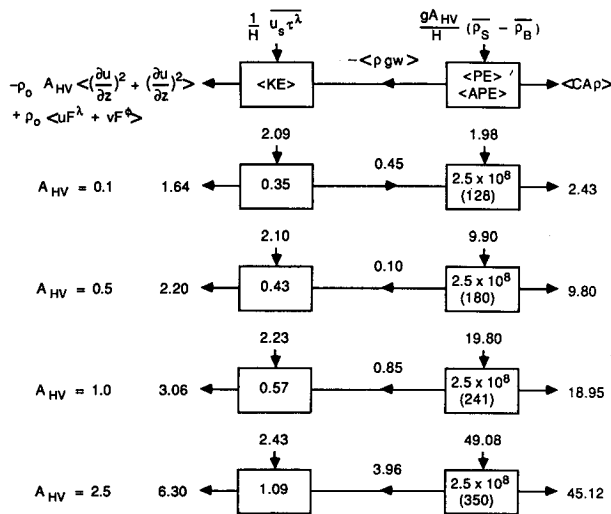 1/H \overline{u_s τ^λ}
gA_HV/H (\overline{ρ_S} − \overline{ρ_B})
−ρ_o A_HV <(∂u/∂z)^2 + (∂u/∂z)^2>
+ ρ_o <uF^λ + vF^ϕ>
<KE>
−<ρgw>
<PE>
<APE>
<CAρ>
2.09
1.98
A_HV = 0.1
1.64
0.35
0.45
2.5 x 10^8
(128)
2.43
2.10
9.90
A_HV = 0.5
2.20
0.43
0.10
2.5 x 10^8
(180)
9.80
2.23
19.80
A_HV = 1.0
3.06
0.57
0.85
2.5 x 10^8
(241)
18.95
2.43
49.08
A_HV = 2.5
6.30
1.09
3.96
2.5 x 10^8
(350)
45.12